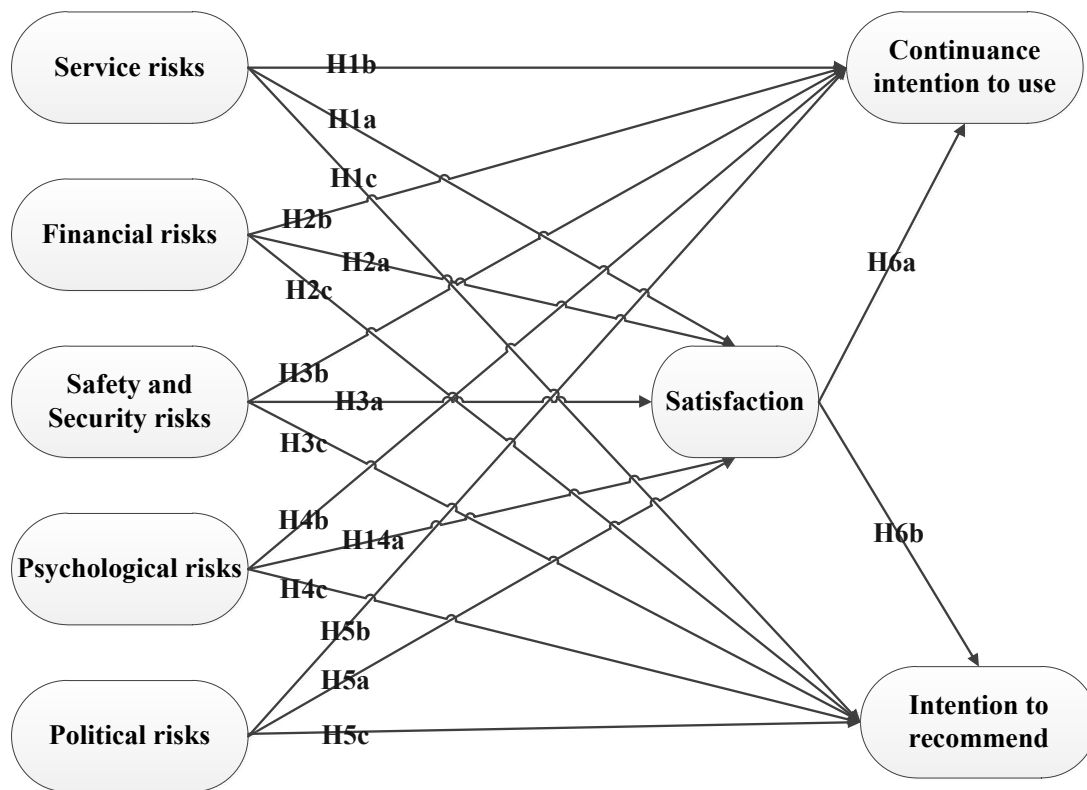 Service risks
Continuance
intention to use
H1b
H1a
H1c
Financial risks
H2b
H2a
H2c
H6a
Safety and
Security risks
H3b
H3a
H3c
Satisfaction
Psychological risks
H4b
H14a
H4c
H6b
Political risks
H5b
H5a
H5c
Intention to
recommend